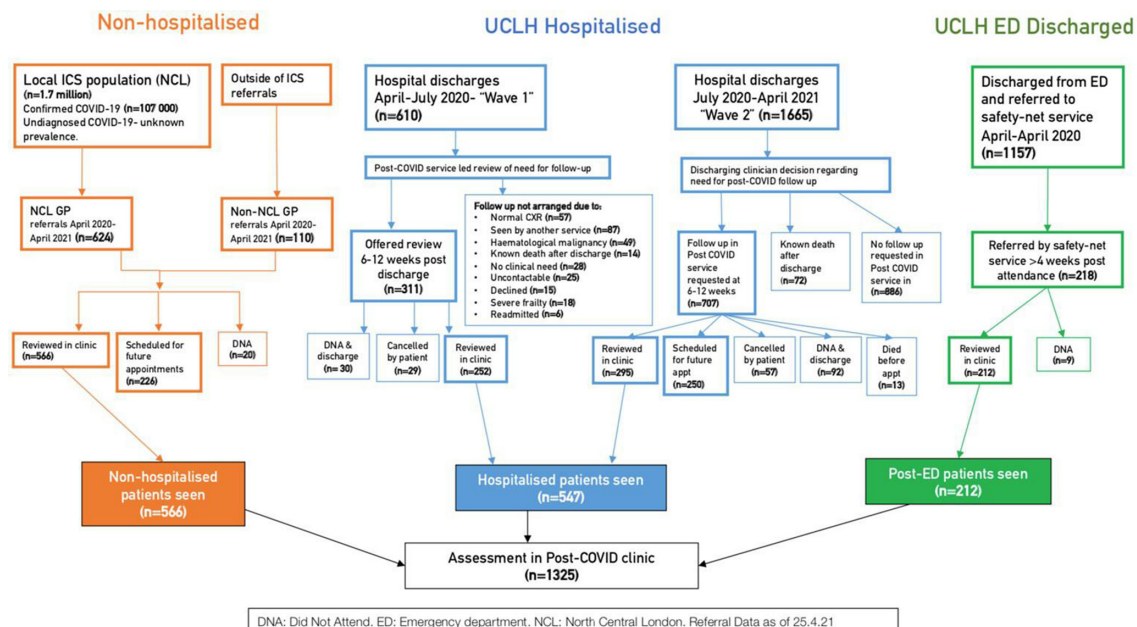 Non-hospitalised
UCLH Hospitalised
UCLH ED Discharged
Local ICS population (NCL)
(n=1.7 million)
Confirmed COVID-19 (n=107 000)
Undiagnosed COVID-19- unknown
prevalence.
Outside of ICS
referrals
NCL GP
referrals April 2020-
April 2021 (n=624)
Non-NCL GP
referrals April 2020-
April 2021 (n=110)
Reviewed in clinic
(n=566)
Scheduled for
future
appointments
(n=226)
DNA
(n=20)
Non-hospitalised
patients seen
(n=566)
Hospital discharges
April-July 2020- “Wave 1”
(n=610)
Post-COVID service led review of need for follow-up
Offered review
6-12 weeks post
discharge
(n=311)
Follow up not arranged due to:
• Normal CXR (n=57)
• Seen by another service (n=87)
• Haematological malignancy (n=49)
• Known death after discharge (n=14)
• No clinical need (n=28)
• Uncontactable (n=25)
• Declined (n=15)
• Severe frailty (n=18)
• Readmitted (n=6)
DNA &
discharge
(n= 30)
Cancelled
by patient
(n=29)
Reviewed
in clinic
(n=252)
Hospital discharges
July 2020-April 2021
“Wave 2” (n=1665)
Discharging clinician decision regarding
need for post-COVID follow up
Follow up in
Post COVID
service
requested at
6-12 weeks
(n=707)
Known death
after
discharge
(n=72)
No follow up
requested in
Post COVID
service in
(n=886)
Reviewed
in clinic
(n=295)
Scheduled
for future
appt
(n=250)
Cancelled
by patient
(n=57)
DNA &
discharge
(n=92)
Died
before
appt
(n=13)
Hospitalised patients seen
(n=547)
Discharged from ED
and referred to
safety-net service
April-April 2020
(n=1157)
Referred by safety-net
service >4 weeks post
attendance (n=218)
Reviewed
in clinic
(n=212)
DNA
(n=9)
Post-ED patients seen
(n=212)
Assessment in Post-COVID clinic
(n=1325)
DNA: Did Not Attend. ED: Emergency department. NCL: North Central London. Referral Data as of 25.4.21